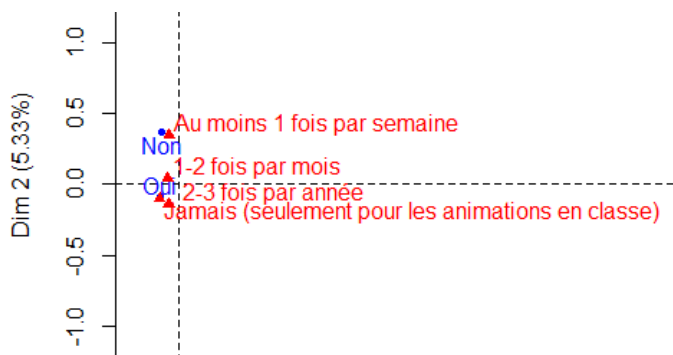 1.0
0.5
0.0
-0.5
-1.0
Dim 2 (5.33%)
Au moins 1 fois par semaine
Non
1-2 fois par mois
Oui
2-3 fois par année
Jamais (seulement pour les animations en classe)